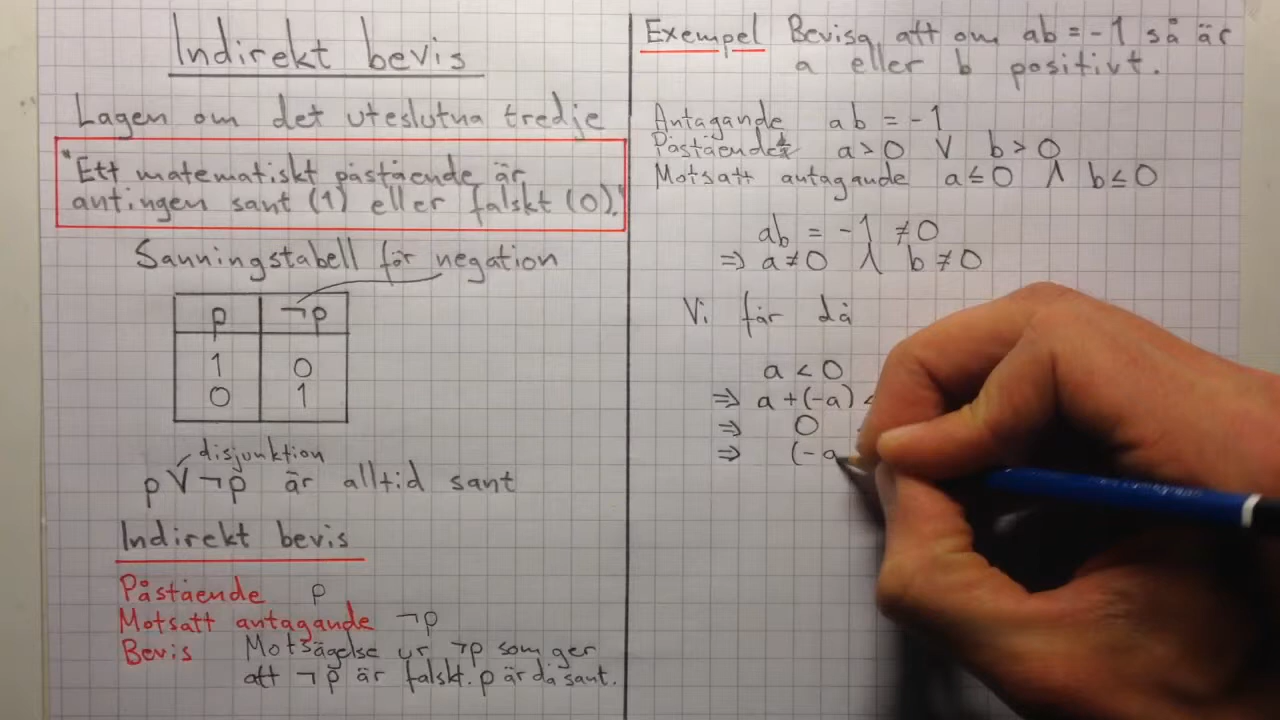 Indirekt bevis
Lagen om det uteslutna tredje
"Ett matematiskt påstående är
antingen sant (1) eller falskt (0)."
Sanningstabell för negation
p ¬p
1 0
0 1
disjunktion
p V ¬p är alltid sant
Indirekt bevis
Påstående p
Motsatt antagande ¬p
Bevis Motsägelse ur ¬p som ger
att ¬p är falskt. p är då sant.
Exempel Bevisa att om ab = -1 så är
a eller b positivt.
Antagande ab = -1
Påstående a > 0 V b > 0
Motsatt antagande a ≤ 0 Λ b ≤ 0
ab = -1 ≠ 0
⇒ a ≠ 0 Λ b ≠ 0
Vi får då
a < 0
⇒ a + (-a) <
⇒ 0
⇒ (-a